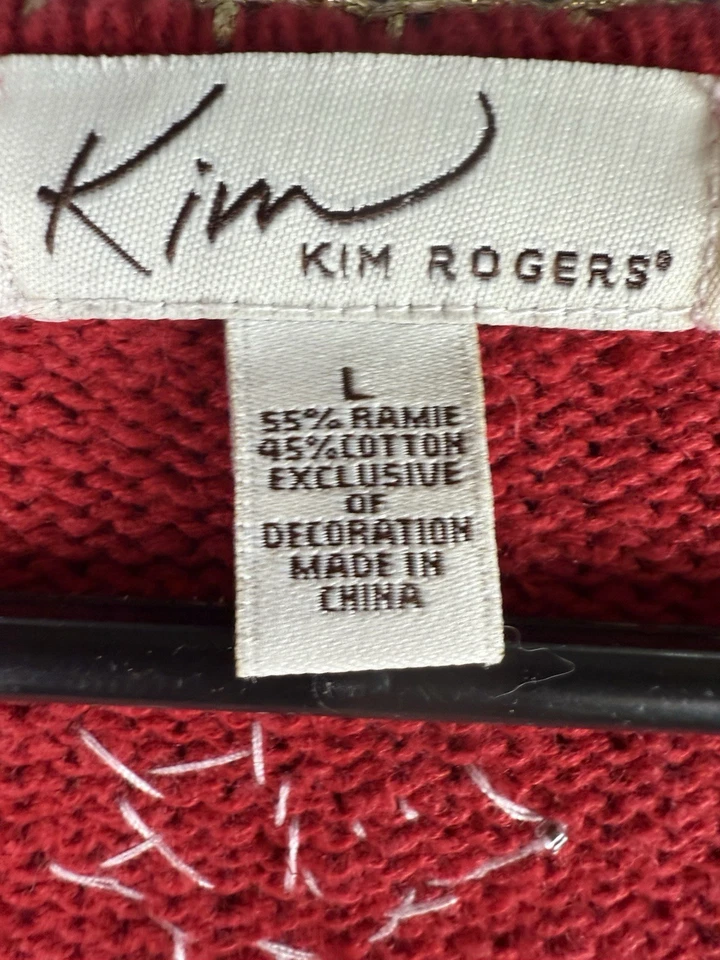 Kim
KIM ROGERS®
L
55% RAMIE
45%COTTON
EXCLUSIVE
OF
DECORATION
MADE IN
CHINA